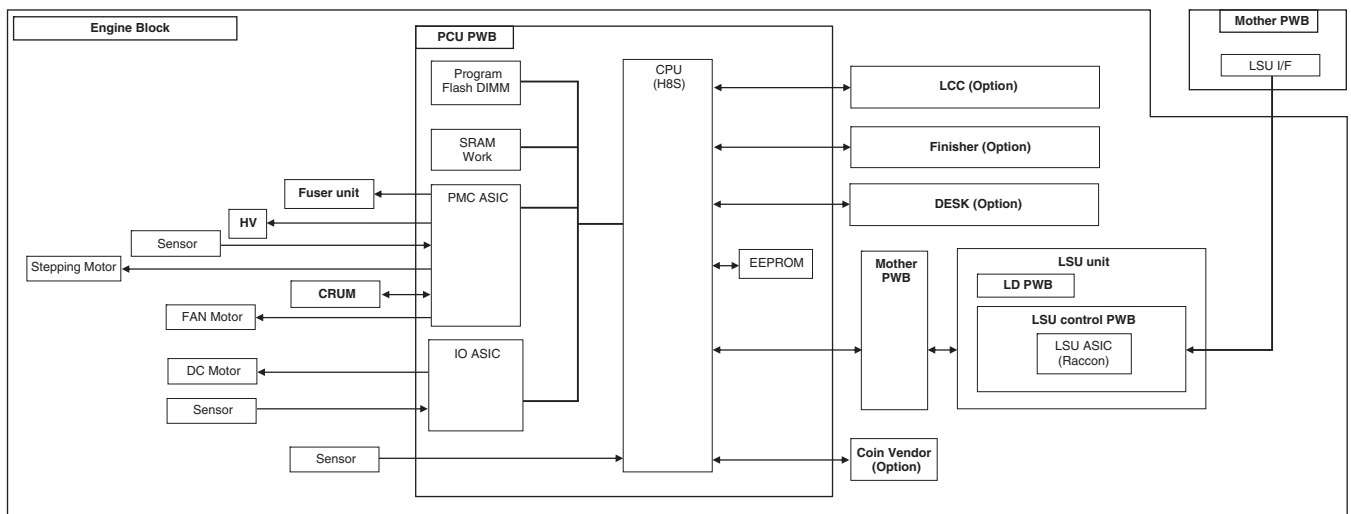 Engine Block
PCU PWB
Mother PWB
LSU I/F
Program
Flash DIMM
CPU
(H8S)
LCC (Option)
SRAM
Work
Finisher (Option)
Fuser unit
PMC ASIC
DESK (Option)
HV
Sensor
Stepping Motor
EEPROM
Mother
PWB
LSU unit
LD PWB
CRUM
FAN Motor
LSU control PWB
LSU ASIC
(Raccon)
IO ASIC
DC Motor
Sensor
Sensor
Coin Vendor
(Option)